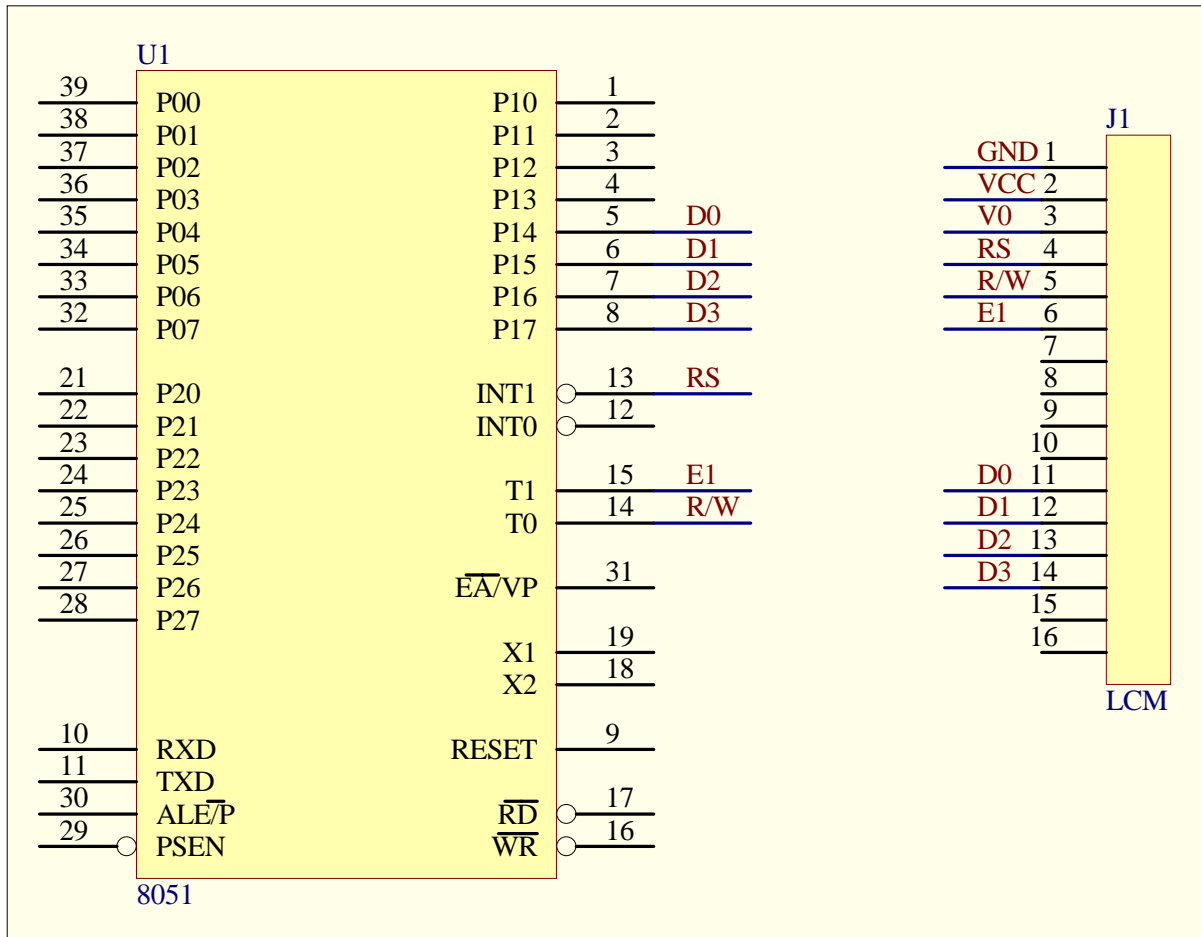 U1
39 P00 P10 1
38 P01 P11 2
37 P02 P12 3
36 P03 P13 4
35 P04 P14 5 D0
34 P05 P15 6 D1
33 P06 P16 7 D2
32 P07 P17 8 D3
21 P20 INT1 13 RS
22 P21 INT0 12
23 P22
24 P23 T1 15 E1
25 P24 T0 14 R/W
26 P25
27 P26 EA/VP 31
28 P27
X1 19
X2 18
10 RXD RESET 9
11 TXD
30 ALE/P RD 17
29 PSEN WR 16
8051
J1
GND 1
VCC 2
V0 3
RS 4
R/W 5
E1 6
7
8
9
10
D0 11
D1 12
D2 13
D3 14
15
16
LCM